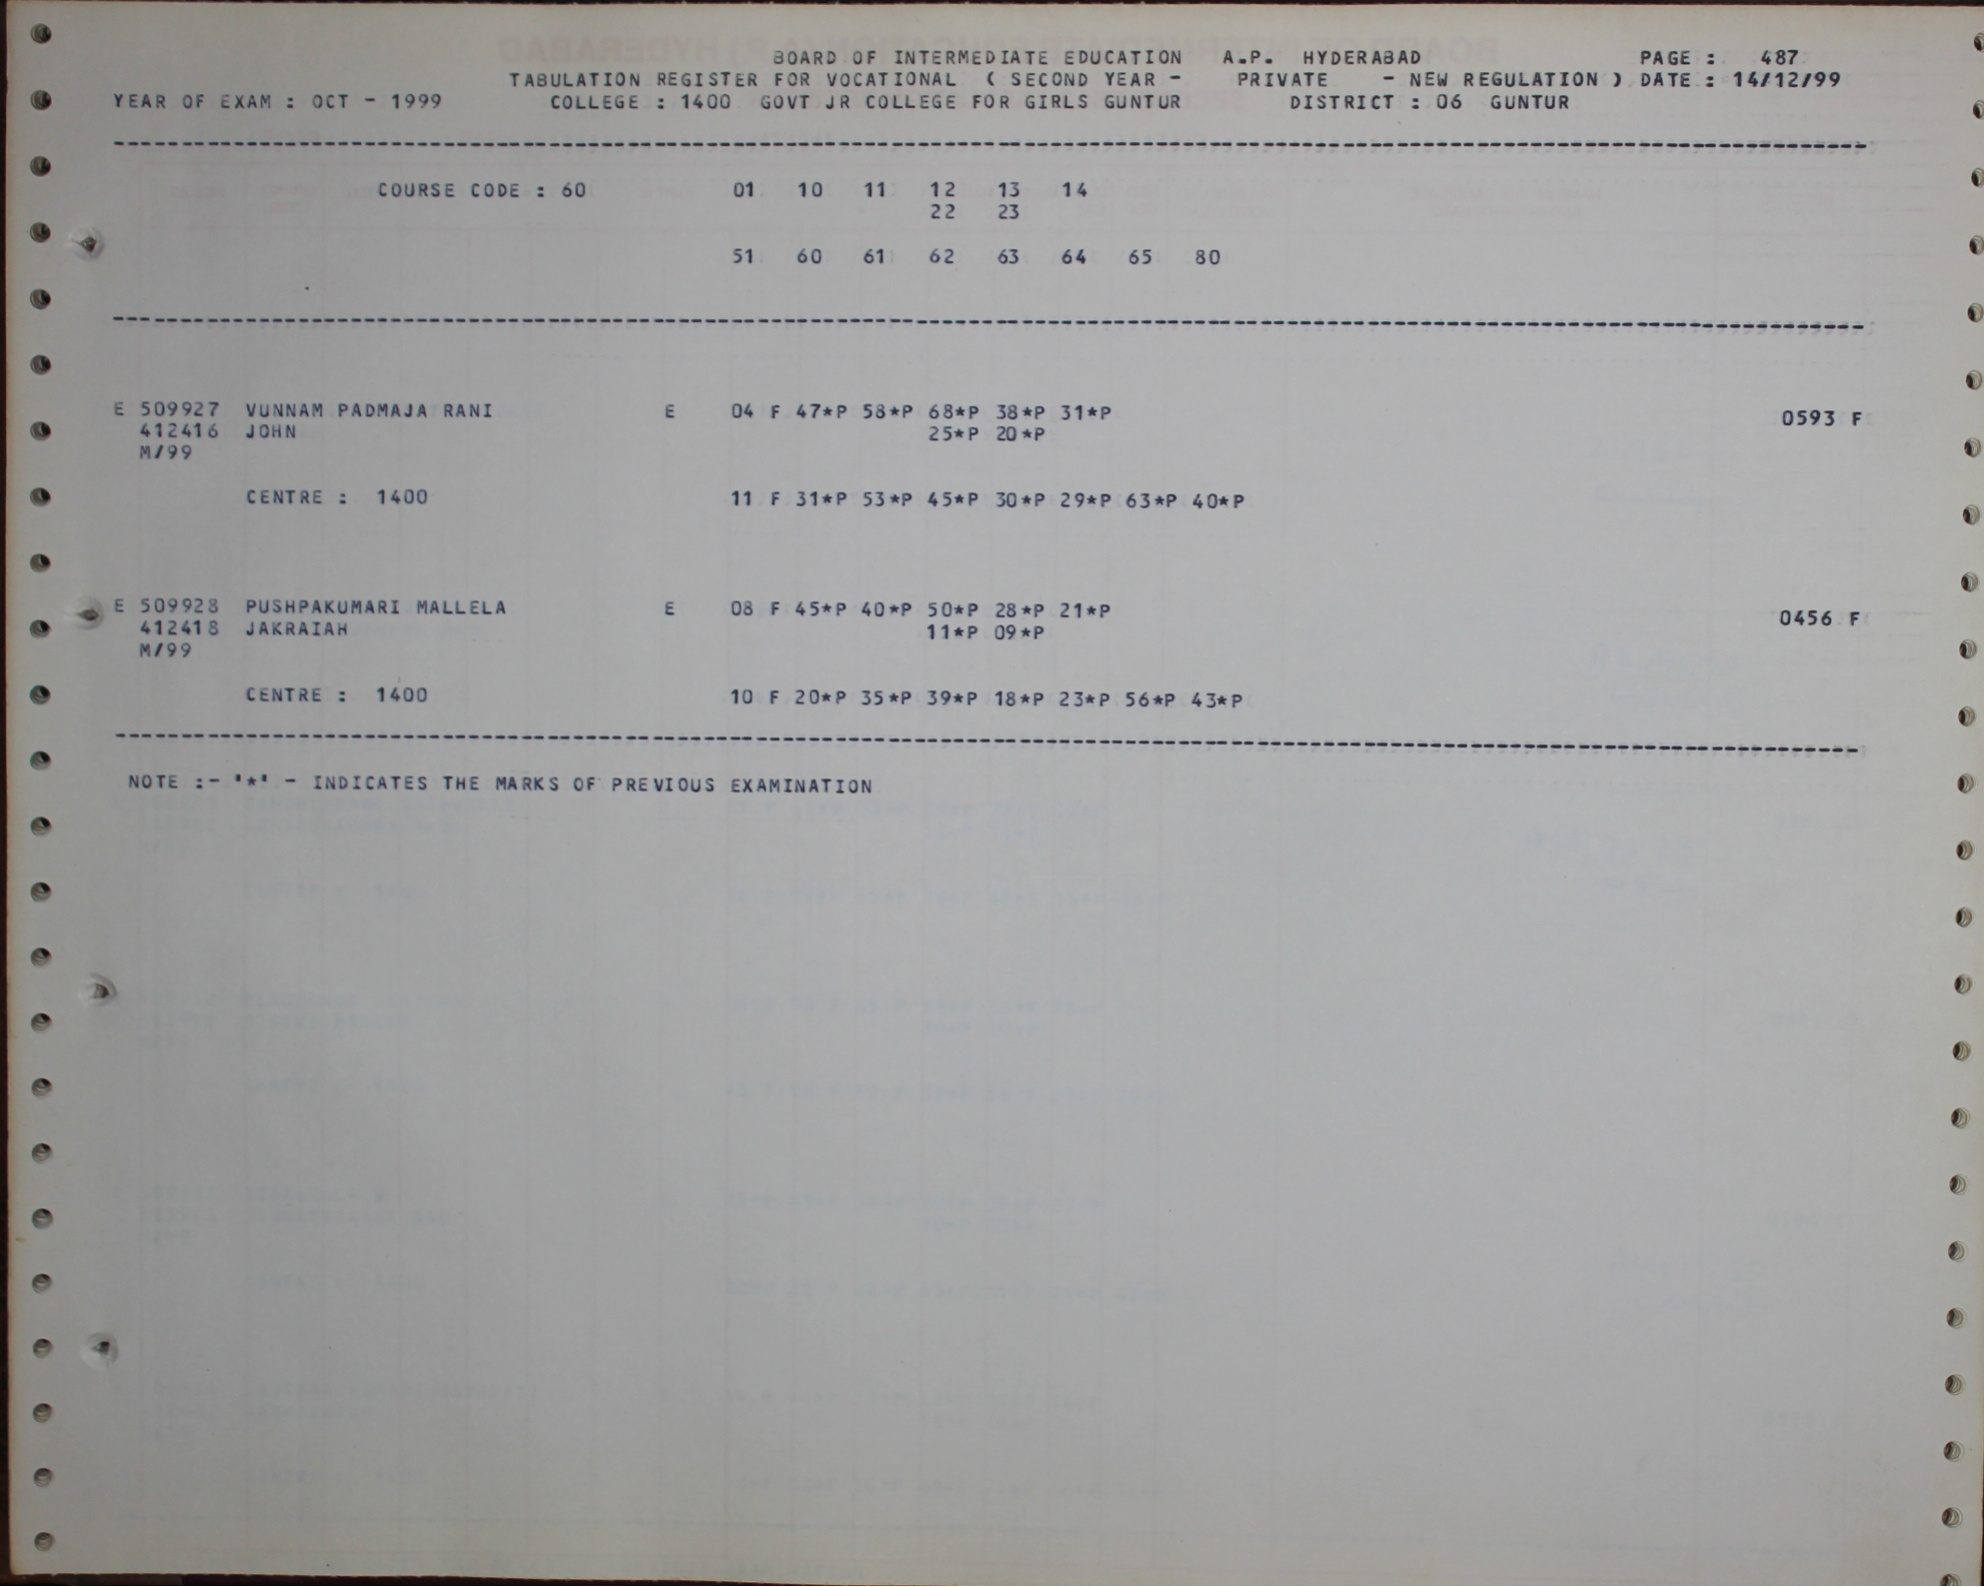 BOARD OF INTERMEDIATE EDUCATION A.P. HYDERABAD PAGE : 487
TABULATION REGISTER FOR VOCATIONAL ( SECOND YEAR - PRIVATE - NEW REGULATION ) DATE : 14/12/99
YEAR OF EXAM : OCT - 1999 COLLEGE : 1400 GOVT JR COLLEGE FOR GIRLS GUNTUR DISTRICT : 06 GUNTUR
COURSE CODE : 60 01 10 11 12 13 14
22 23
51 60 61 62 63 64 65 80
E 509927 VUNNAM PADMAJA RANI E 04 F 47*P 58*P 68*P 38*P 31*P 0593 F
412416 JOHN 25*P 20*P
M/99
CENTRE : 1400 11 F 31*P 53*P 45*P 30*P 29*P 63*P 40*P
E 509928 PUSHPAKUMARI MALLELA E 08 F 45*P 40*P 50*P 28*P 21*P 0456 F
412418 JAKRAIAH 11*P 09*P
M/99
CENTRE : 1400 10 F 20*P 35*P 39*P 18*P 23*P 56*P 43*P
NOTE :- '*' - INDICATES THE MARKS OF PREVIOUS EXAMINATION